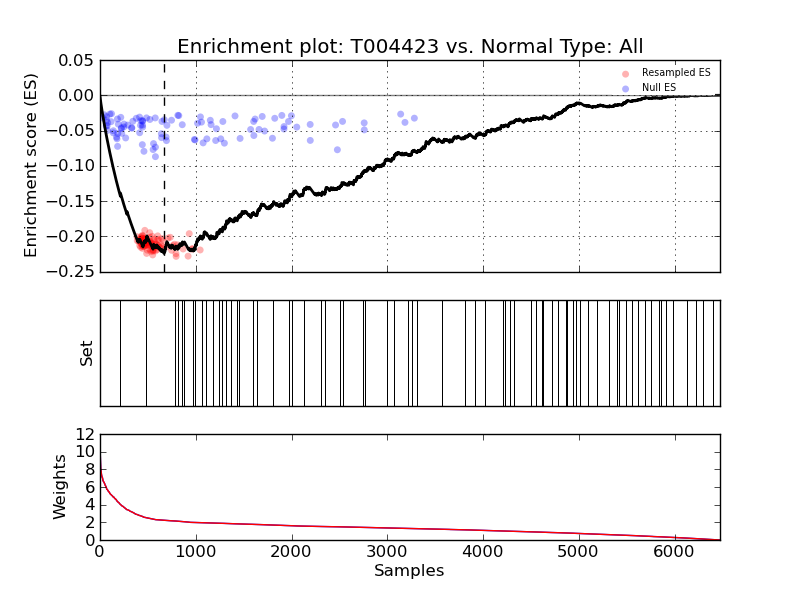 Enrichment plot: T004423 vs. Normal Type: All
Enrichment score (ES)
0.05
0.00
−0.05
−0.10
−0.15
−0.20
−0.25
Resampled ES
Null ES
Set
Weights
12
10
8
6
4
2
0
0 1000 2000 3000 4000 5000 6000
Samples